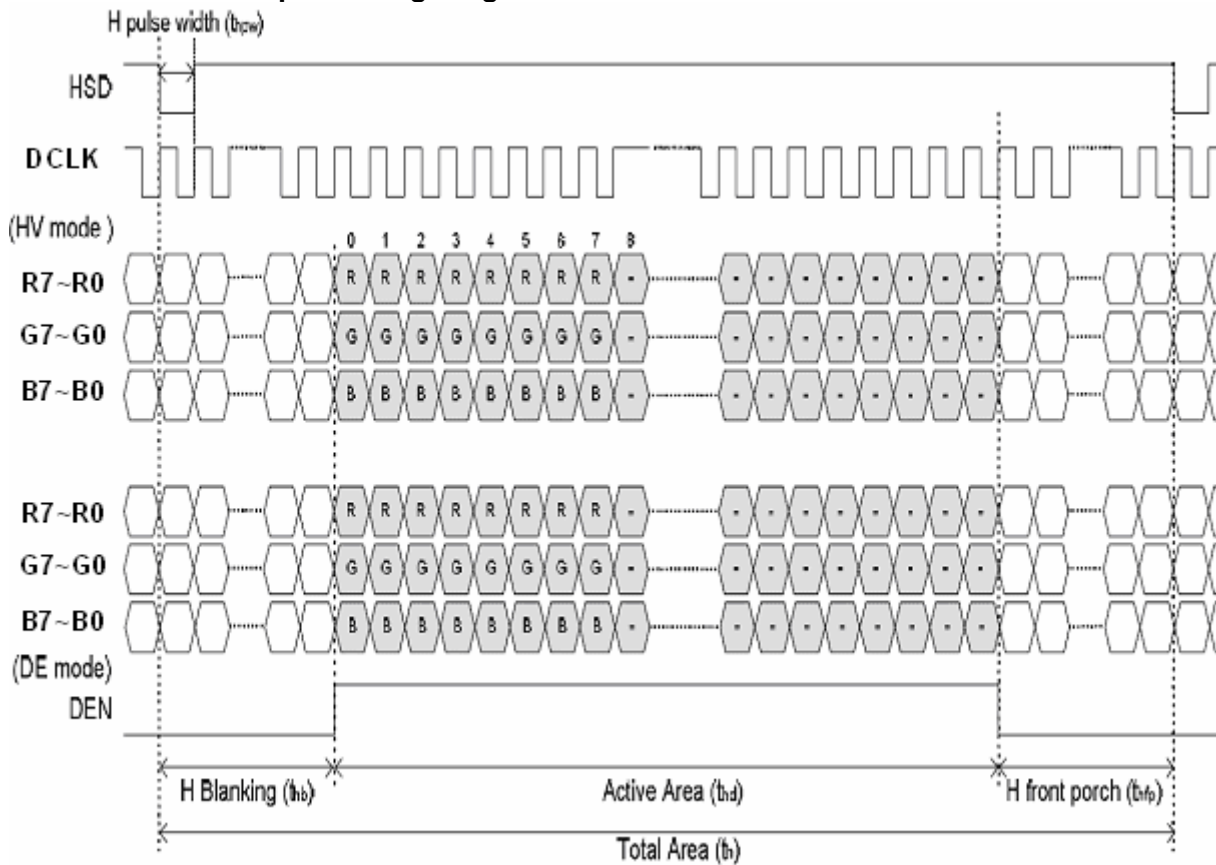 H pulse width (thpw)
HSD
DCLK
(HV mode )
0 1 2 3 4 5 6 7 8
R7~R0 R R R R R R R R - - - - - - - - -
G7~G0 G G G G G G G G - - - - - - - - -
B7~B0 B B B B B B B B - - - - - - - - -
R7~R0 R R R R R R R R - - - - - - - - -
G7~G0 G G G G G G G G - - - - - - - - -
B7~B0 B B B B B B B B - - - - - - - - -
(DE mode)
DEN
H Blanking (thb) Active Area (thd) H front porch (thfp)
Total Area (th)